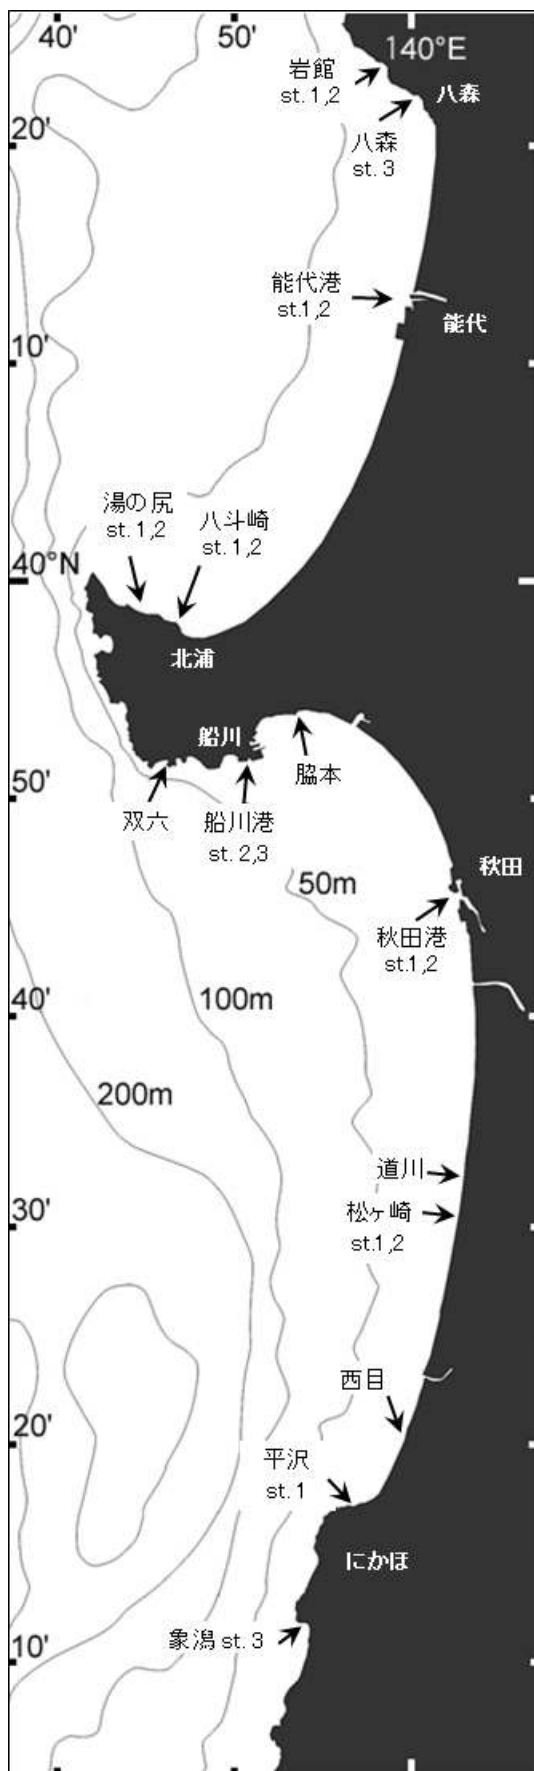 40'
50'
140°E
岩館
st. 1,2
八森
八森
st. 3
20'
能代港
st.1,2
能代
10'
湯の尻
st. 1,2
八斗崎
st. 1,2
40°N
北浦
船川
脇本
50'
双六
船川港
st. 2,3
秋田
50m
秋田港
st.1,2
100m
40'
200m
道川
松ヶ崎
st.1,2
30'
西目
20'
平沢
st. 1
にかほ
象潟 st. 3
10'